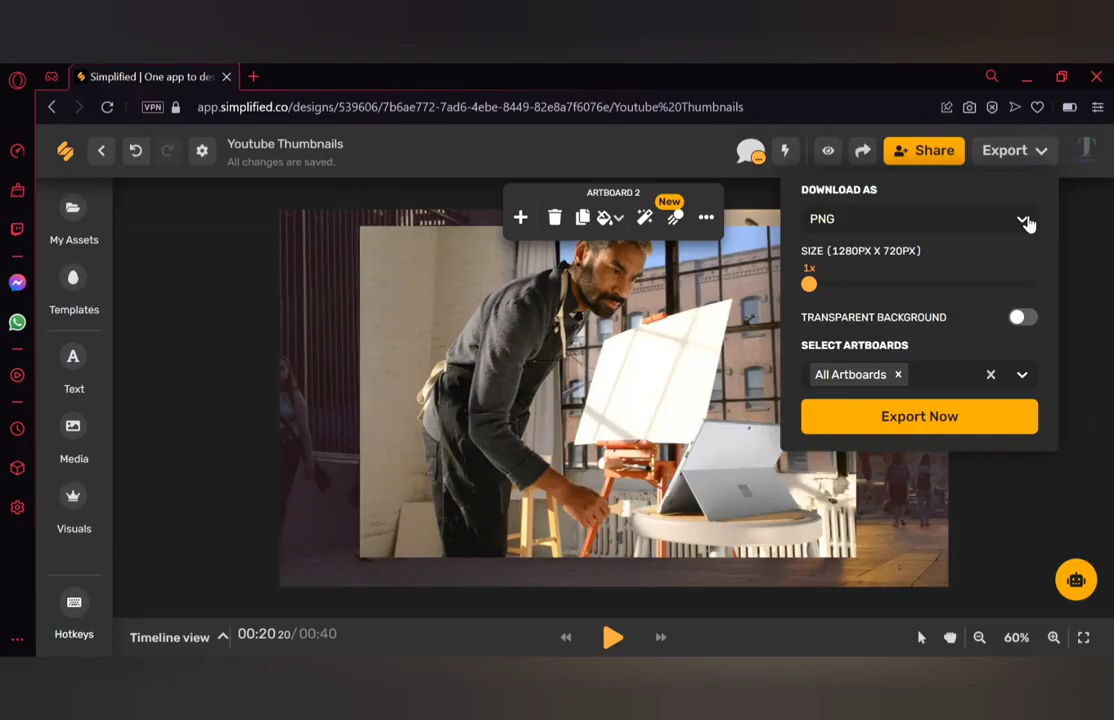 Simplified | One app to des
VPN
app.simplified.co/designs/539606/7b6ae772-7ad6-4ebe-8449-82e8a7f6076e/Youtube%20Thumbnails
Youtube Thumbnails
All changes are saved.
Share
Export
My Assets
Templates
A
Text
Media
Visuals
Hotkeys
ARTBOARD 2
New
DOWNLOAD AS
PNG
SIZE (1280PX X 720PX)
1x
TRANSPARENT BACKGROUND
SELECT ARTBOARDS
All Artboards
Export Now
Timeline view
00:20 20/00:40
60%